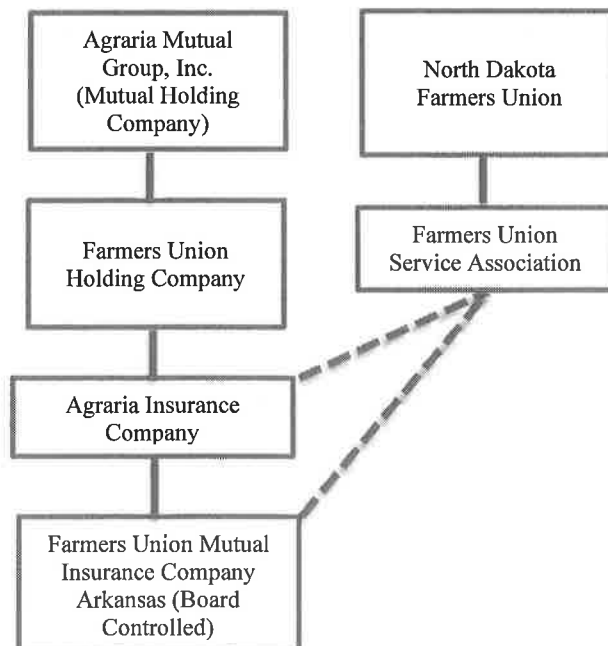 Agraria Mutual
Group, Inc.
(Mutual Holding
Company)
North Dakota
Farmers Union
Farmers Union
Holding Company
Farmers Union
Service Association
Agraria Insurance
Company
Farmers Union Mutual
Insurance Company
Arkansas (Board
Controlled)